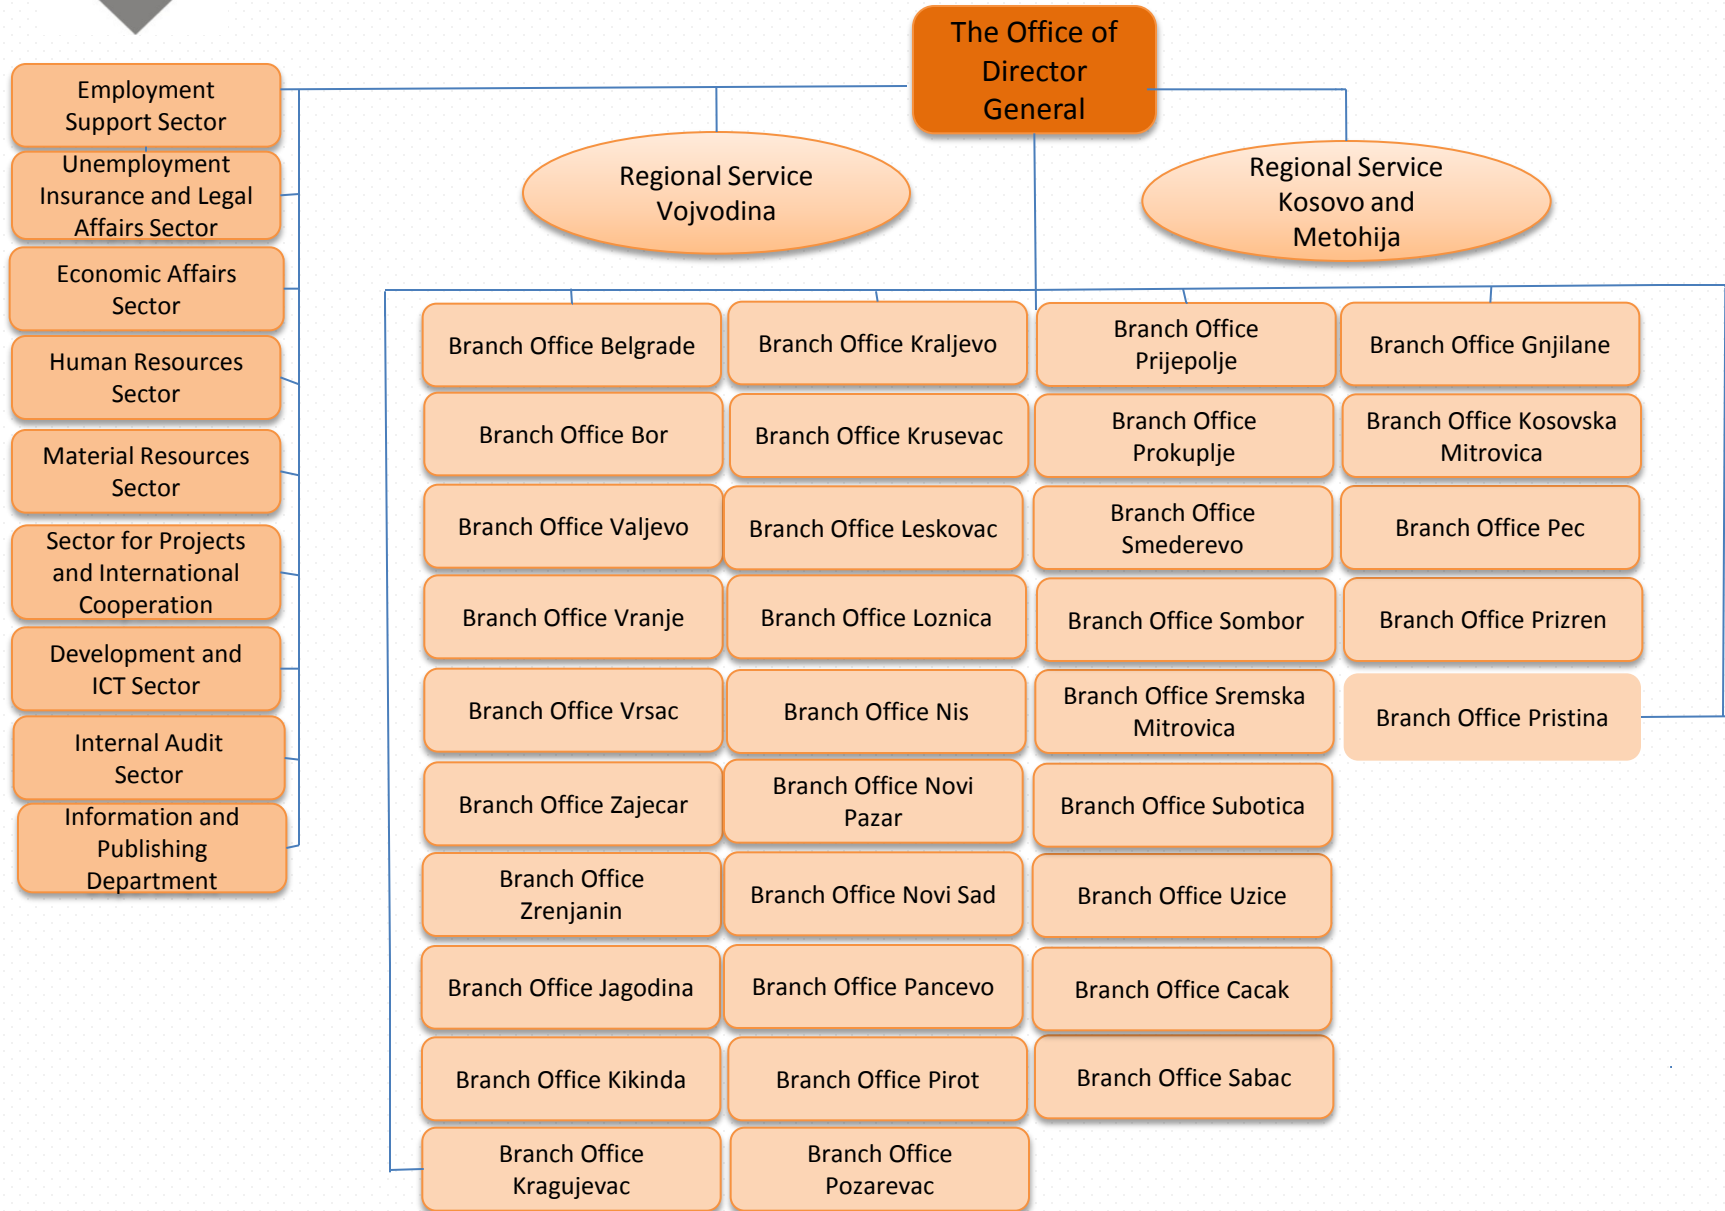 The Office of
Director
General
Employment
Support Sector
Unemployment
Insurance and Legal
Affairs Sector
Economic Affairs
Sector
Human Resources
Sector
Material Resources
Sector
Sector for Projects
and International
Cooperation
Development and
ICT Sector
Internal Audit
Sector
Information and
Publishing
Department
Regional Service
Vojvodina
Regional Service
Kosovo and
Metohija
Branch Office Belgrade
Branch Office Bor
Branch Office Valjevo
Branch Office Vranje
Branch Office Vrsac
Branch Office Zajecar
Branch Office
Zrenjanin
Branch Office Jagodina
Branch Office Kikinda
Branch Office
Kragujevac
Branch Office Kraljevo
Branch Office Krusevac
Branch Office Leskovac
Branch Office Loznica
Branch Office Nis
Branch Office Novi
Pazar
Branch Office Novi Sad
Branch Office Pancevo
Branch Office Pirot
Branch Office
Pozarevac
Branch Office
Prijepolje
Branch Office
Prokuplje
Branch Office
Smederevo
Branch Office Sombor
Branch Office Sremska
Mitrovica
Branch Office Subotica
Branch Office Uzice
Branch Office Cacak
Branch Office Sabac
Branch Office Gnjilane
Branch Office Kosovska
Mitrovica
Branch Office Pec
Branch Office Prizren
Branch Office Pristina